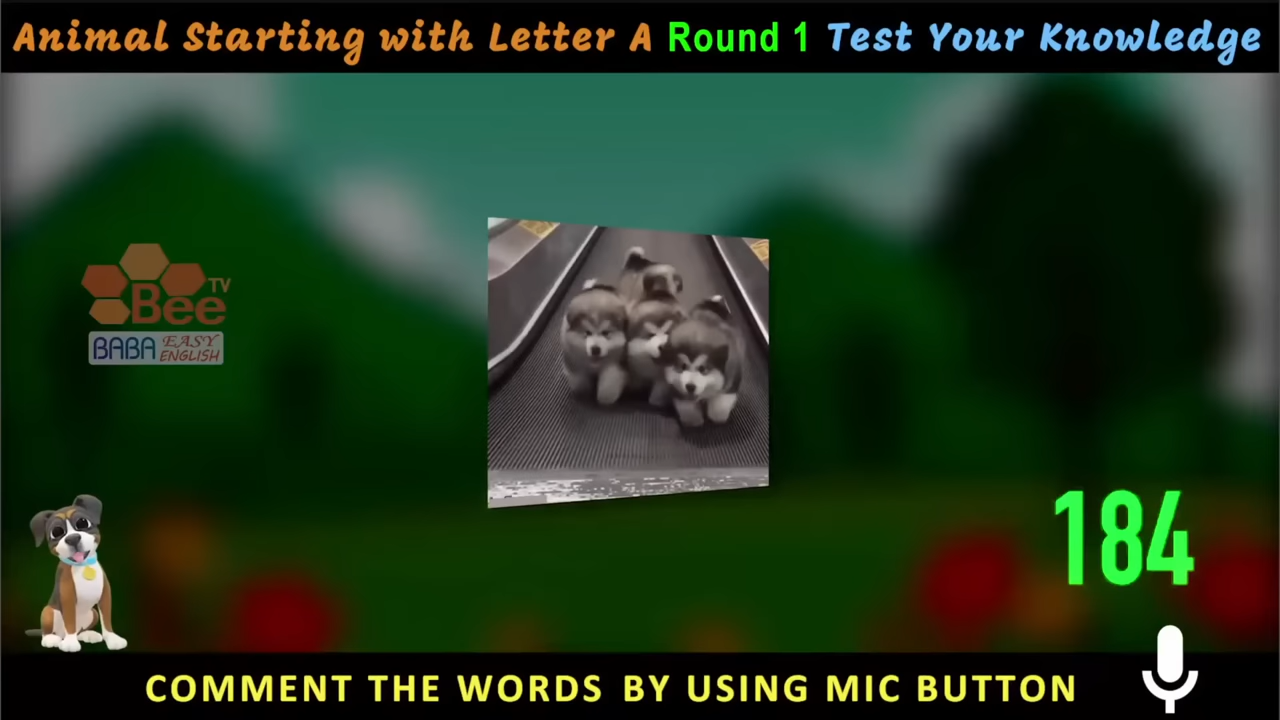 Animal Starting with Letter A Round 1 Test Your Knowledge
Bee TV
BABA EASY ENGLISH
184
COMMENT THE WORDS BY USING MIC BUTTON